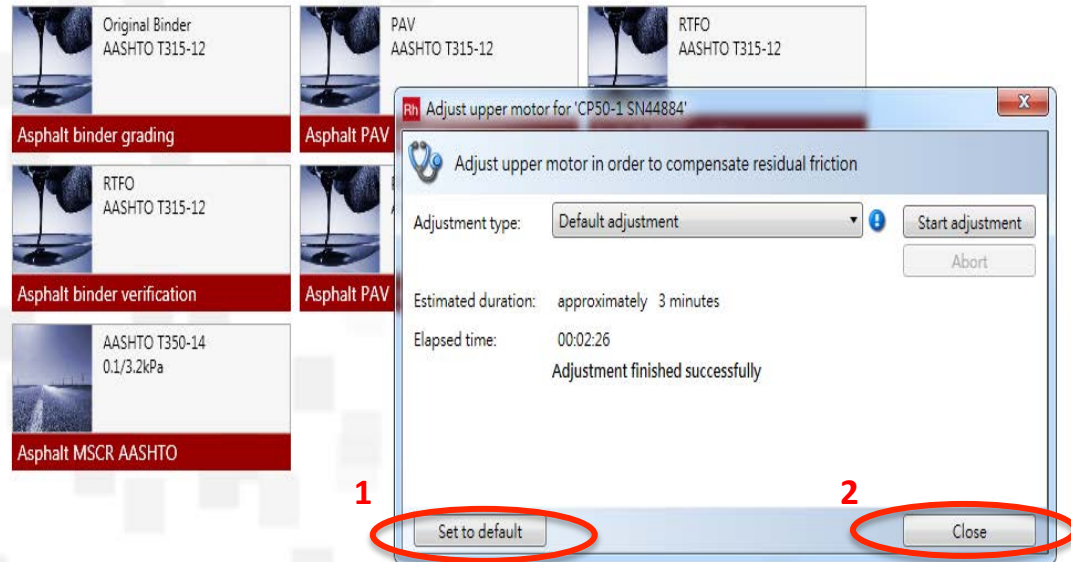 Original Binder
AASHTO T315-12
Asphalt binder grading
PAV
AASHTO T315-12
Asphalt PAV
RTFO
AASHTO T315-12
RTFO
AASHTO T315-12
Asphalt binder verification
Asphalt PAV
AASHTO T350-14
0.1/3.2kPa
Asphalt MSCR AASHTO
Rh Adjust upper motor for 'CP50-1 SN44884'
X
Adjust upper motor in order to compensate residual friction
Adjustment type: Default adjustment Start adjustment
Abort
Estimated duration: approximately 3 minutes
Elapsed time: 00:02:26
Adjustment finished successfully
1
2
Set to default
Close